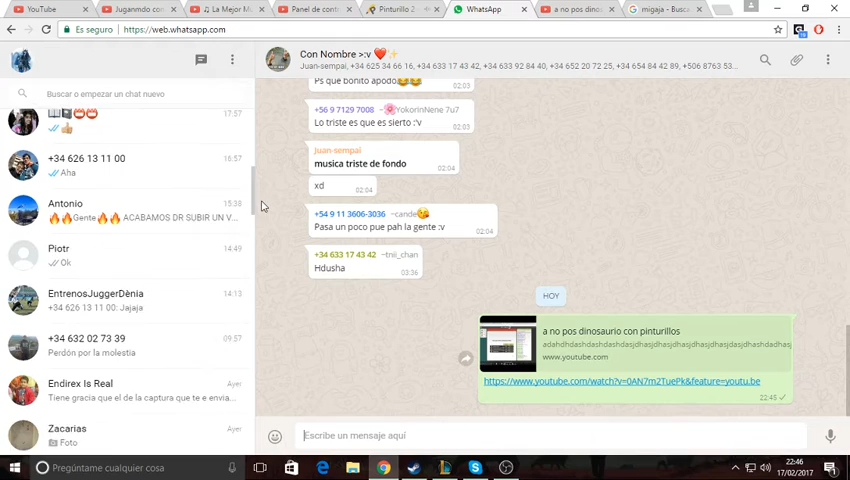 YouTube
Jugannndo con
La Mejor Mú
Panel de cont
Pinturillo 2
WhatsApp
a no pos dinosa
migaja - Busca
Es seguro
https://web.whatsapp.com
Con Nombre >:v ❤️✨
Juan-sempai, +34 625 34 66 16, +34 633 17 43 42, +34 633 92 84 40, +34 652 20 72 25, +34 654 84 42 89, +506 8763 53...
Buscar o empezar un chat nuevo
17:57
+34 626 13 11 00
16:57
Aha
Antonio
15:38
🔥🔥Gente🔥🔥 ACABAMOS DR SUBIR UN V...
Piotr
14:49
Ok
EntrenosJuggerDènia
14:13
+34 626 13 11 00: Jajaja
+34 632 02 73 39
09:57
Perdón por la molestia
Endirex Is Real
Ayer
Tiene gracia que el de la captura que te e envia...
Zacarias
Ayer
Foto
Ps que bonito apodo😂😂
02:03
+56 9 7129 7008 ~🌸YokorinNene 7u7
Lo triste es que es sierto :'v
02:03
Juan-sempai
musica triste de fondo
02:04
xd
02:04
+54 9 11 3606-3036 ~cande😘
Pasa un poco pue pah la gente :v
02:04
+34 633 17 43 42 ~tnii_chan
Hdusha
03:36
HOY
a no pos dinosaurio con pinturillos
www.youtube.com
https://www.youtube.com/watch?v=0AN7m2TuePk&feature=youtu.be
22:45
Escribe un mensaje aquí
Pregúntame cualquier cosa
22:46
17/02/2017